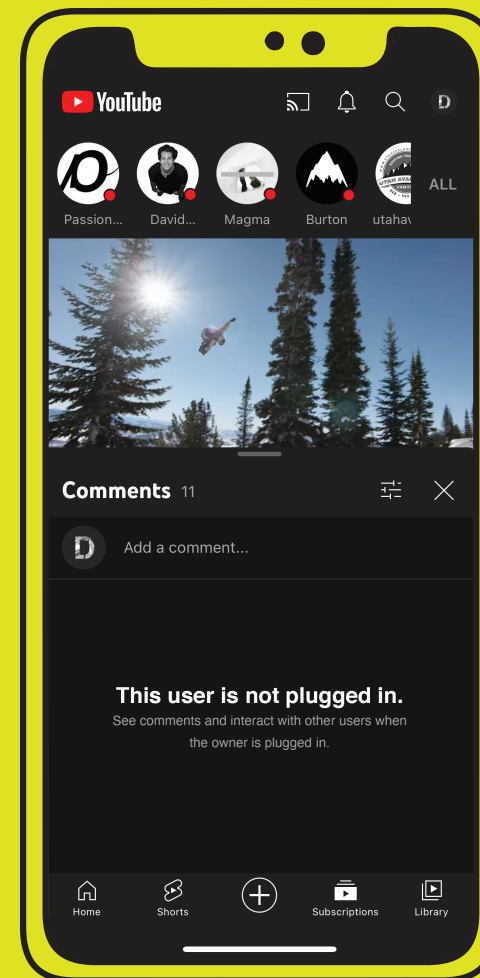 YouTube
D
Passion... David... Magma Burton utahav
ALL
Comments 11
D Add a comment...
This user is not plugged in.
See comments and interact with other users when
the owner is plugged in.
Home Shorts Subscriptions Library